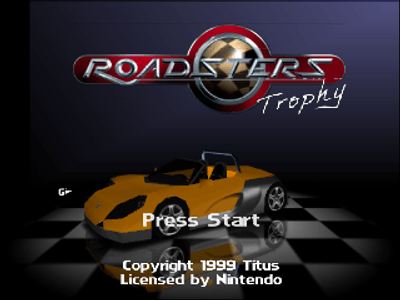 ROADSTERS
Trophy
Press Start
Copyright 1999 Titus
Licensed by Nintendo